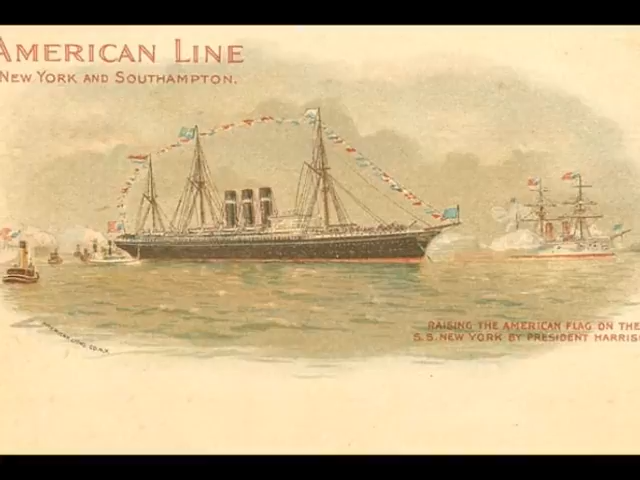 AMERICAN LINE
NEW YORK AND SOUTHAMPTON.
RAISING THE AMERICAN FLAG ON THE
S.S. NEW YORK BY PRESIDENT HARRIS